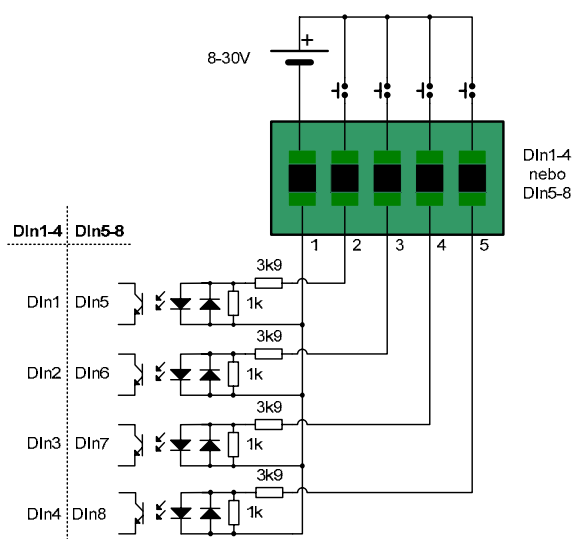 +
8-30V
DIn1-4
nebo
DIn5-8
1 2 3 4 5
DIn1-4 DIn5-8
3k9
DIn1 DIn5 1k
3k9
DIn2 DIn6 1k
3k9
DIn3 DIn7 1k
3k9
DIn4 DIn8 1k